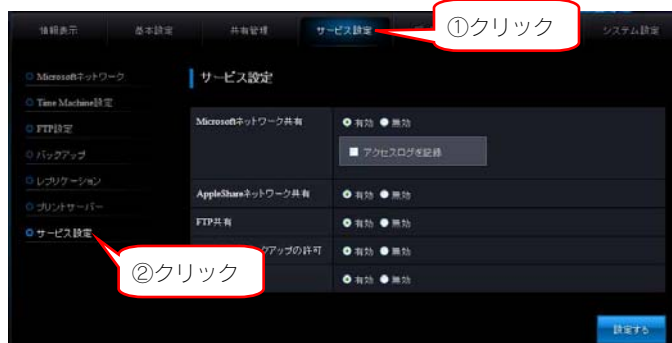 情報表示 基本設定 共有管理 サービス設定 システム設定
①クリック
Microsoftネットワーク
Time Machine設定
FTP設定
バックアップ
レプリケーション
プリントサーバー
サービス設定
②クリック
サービス設定
Microsoftネットワーク共有 有効 無効
アクセスログを記録
AppleShareネットワーク共有 有効 無効
FTP共有 有効 無効
クアップの許可 有効 無効
有効 無効
設定する